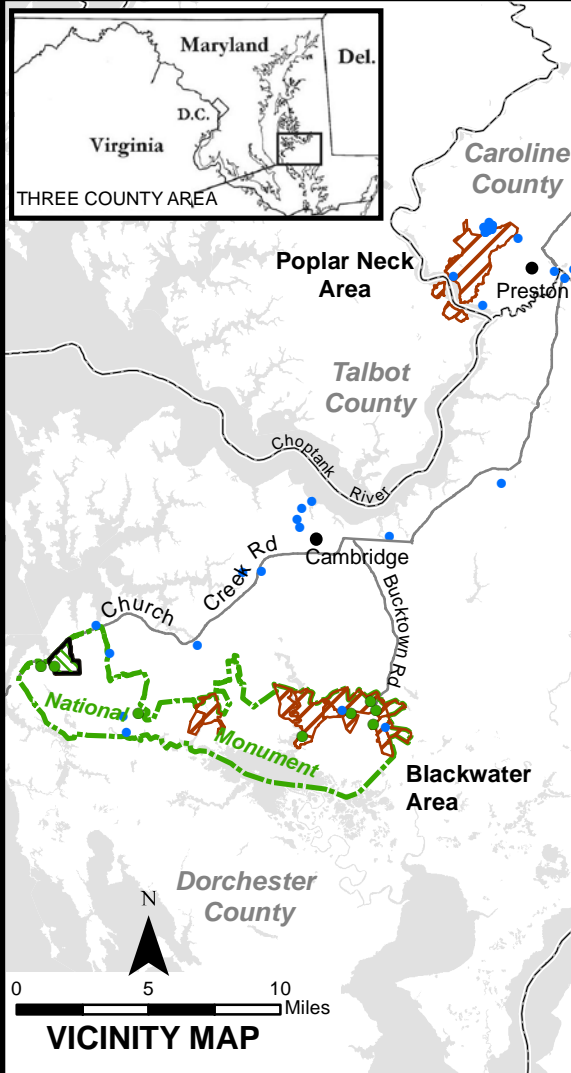 Maryland
Del.
D.C.
Virginia
THREE COUNTY AREA
Caroline
County
Poplar Neck
Area
Preston
Talbot
County
Choptank
River
Cambridge
Church
Creek Rd
Bucktown Rd
National
Monument
Blackwater
Area
Dorchester
County
N
0 5 10
Miles
VICINITY MAP